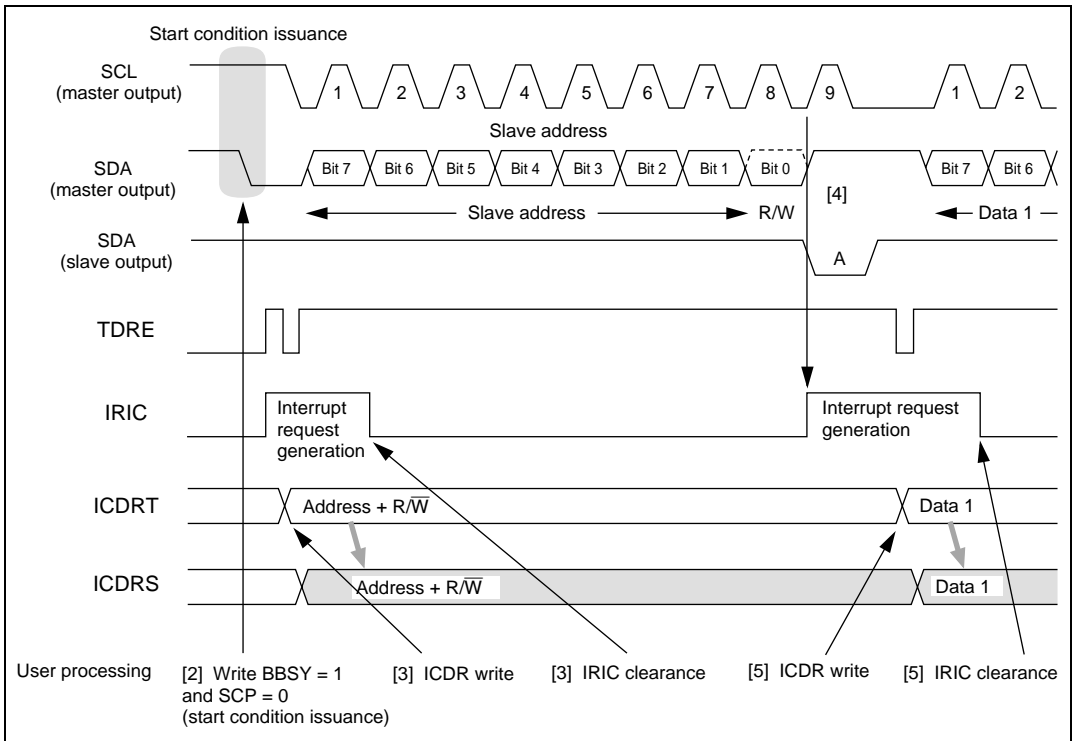 Start condition issuance
SCL
(master output)
1 2 3 4 5 6 7 8 9 1 2
Slave address
SDA
(master output)
Bit 7 Bit 6 Bit 5 Bit 4 Bit 3 Bit 2 Bit 1 Bit 0 Bit 7 Bit 6
[4]
Slave address R/W Data 1
SDA
(slave output)
A
TDRE
IRIC
Interrupt
request
generation
Interrupt request
generation
ICDRT
Address + R/W̅
Data 1
ICDRS
Address + R/W̅
Data 1
User processing
[2] Write BBSY = 1
and SCP = 0
(start condition issuance)
[3] ICDR write
[3] IRIC clearance
[5] ICDR write
[5] IRIC clearance